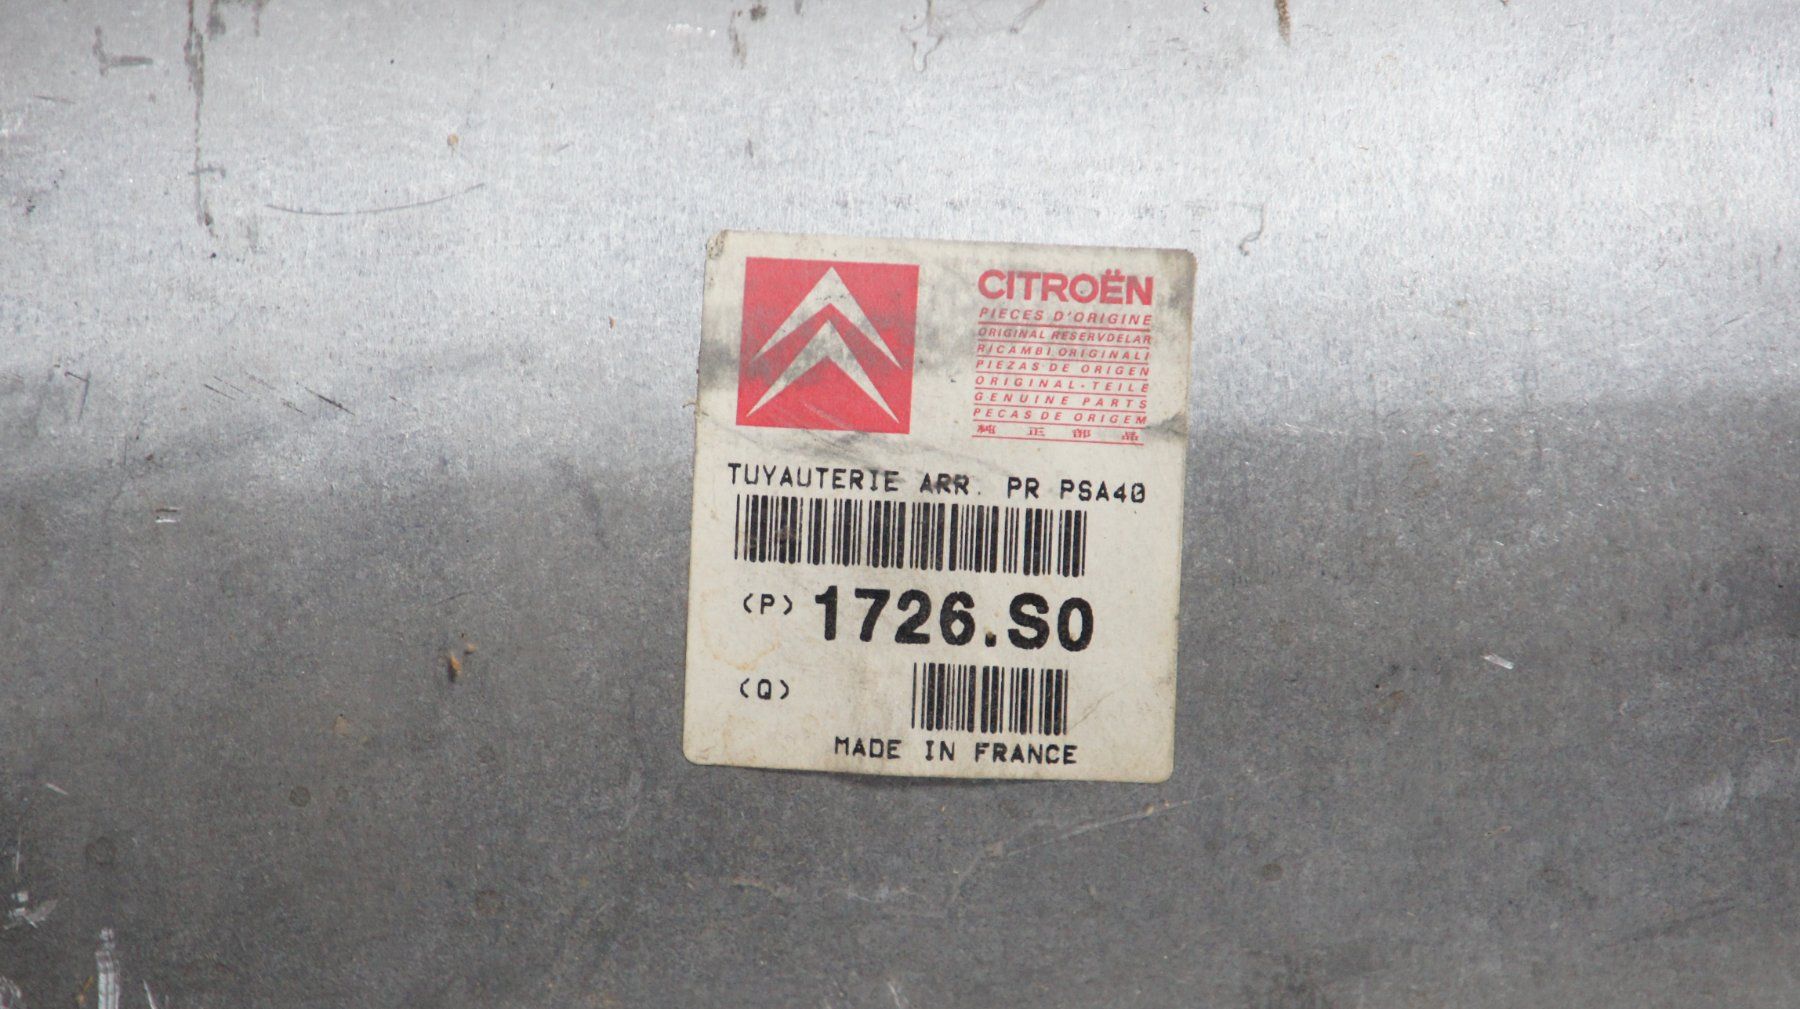 CITROËN
PIECES D'ORIGINE
ORIGINAL RESERVDELAR
RICAMBI ORIGINALI
PIEZAS DE ORIGEN
ORIGINAL-TEILE
GENUINE PARTS
PECAS DE ORIGEM
純 正 部 品
TUYAUTERIE ARR. PR PSA40
(P) 1726.S0
(Q)
MADE IN FRANCE